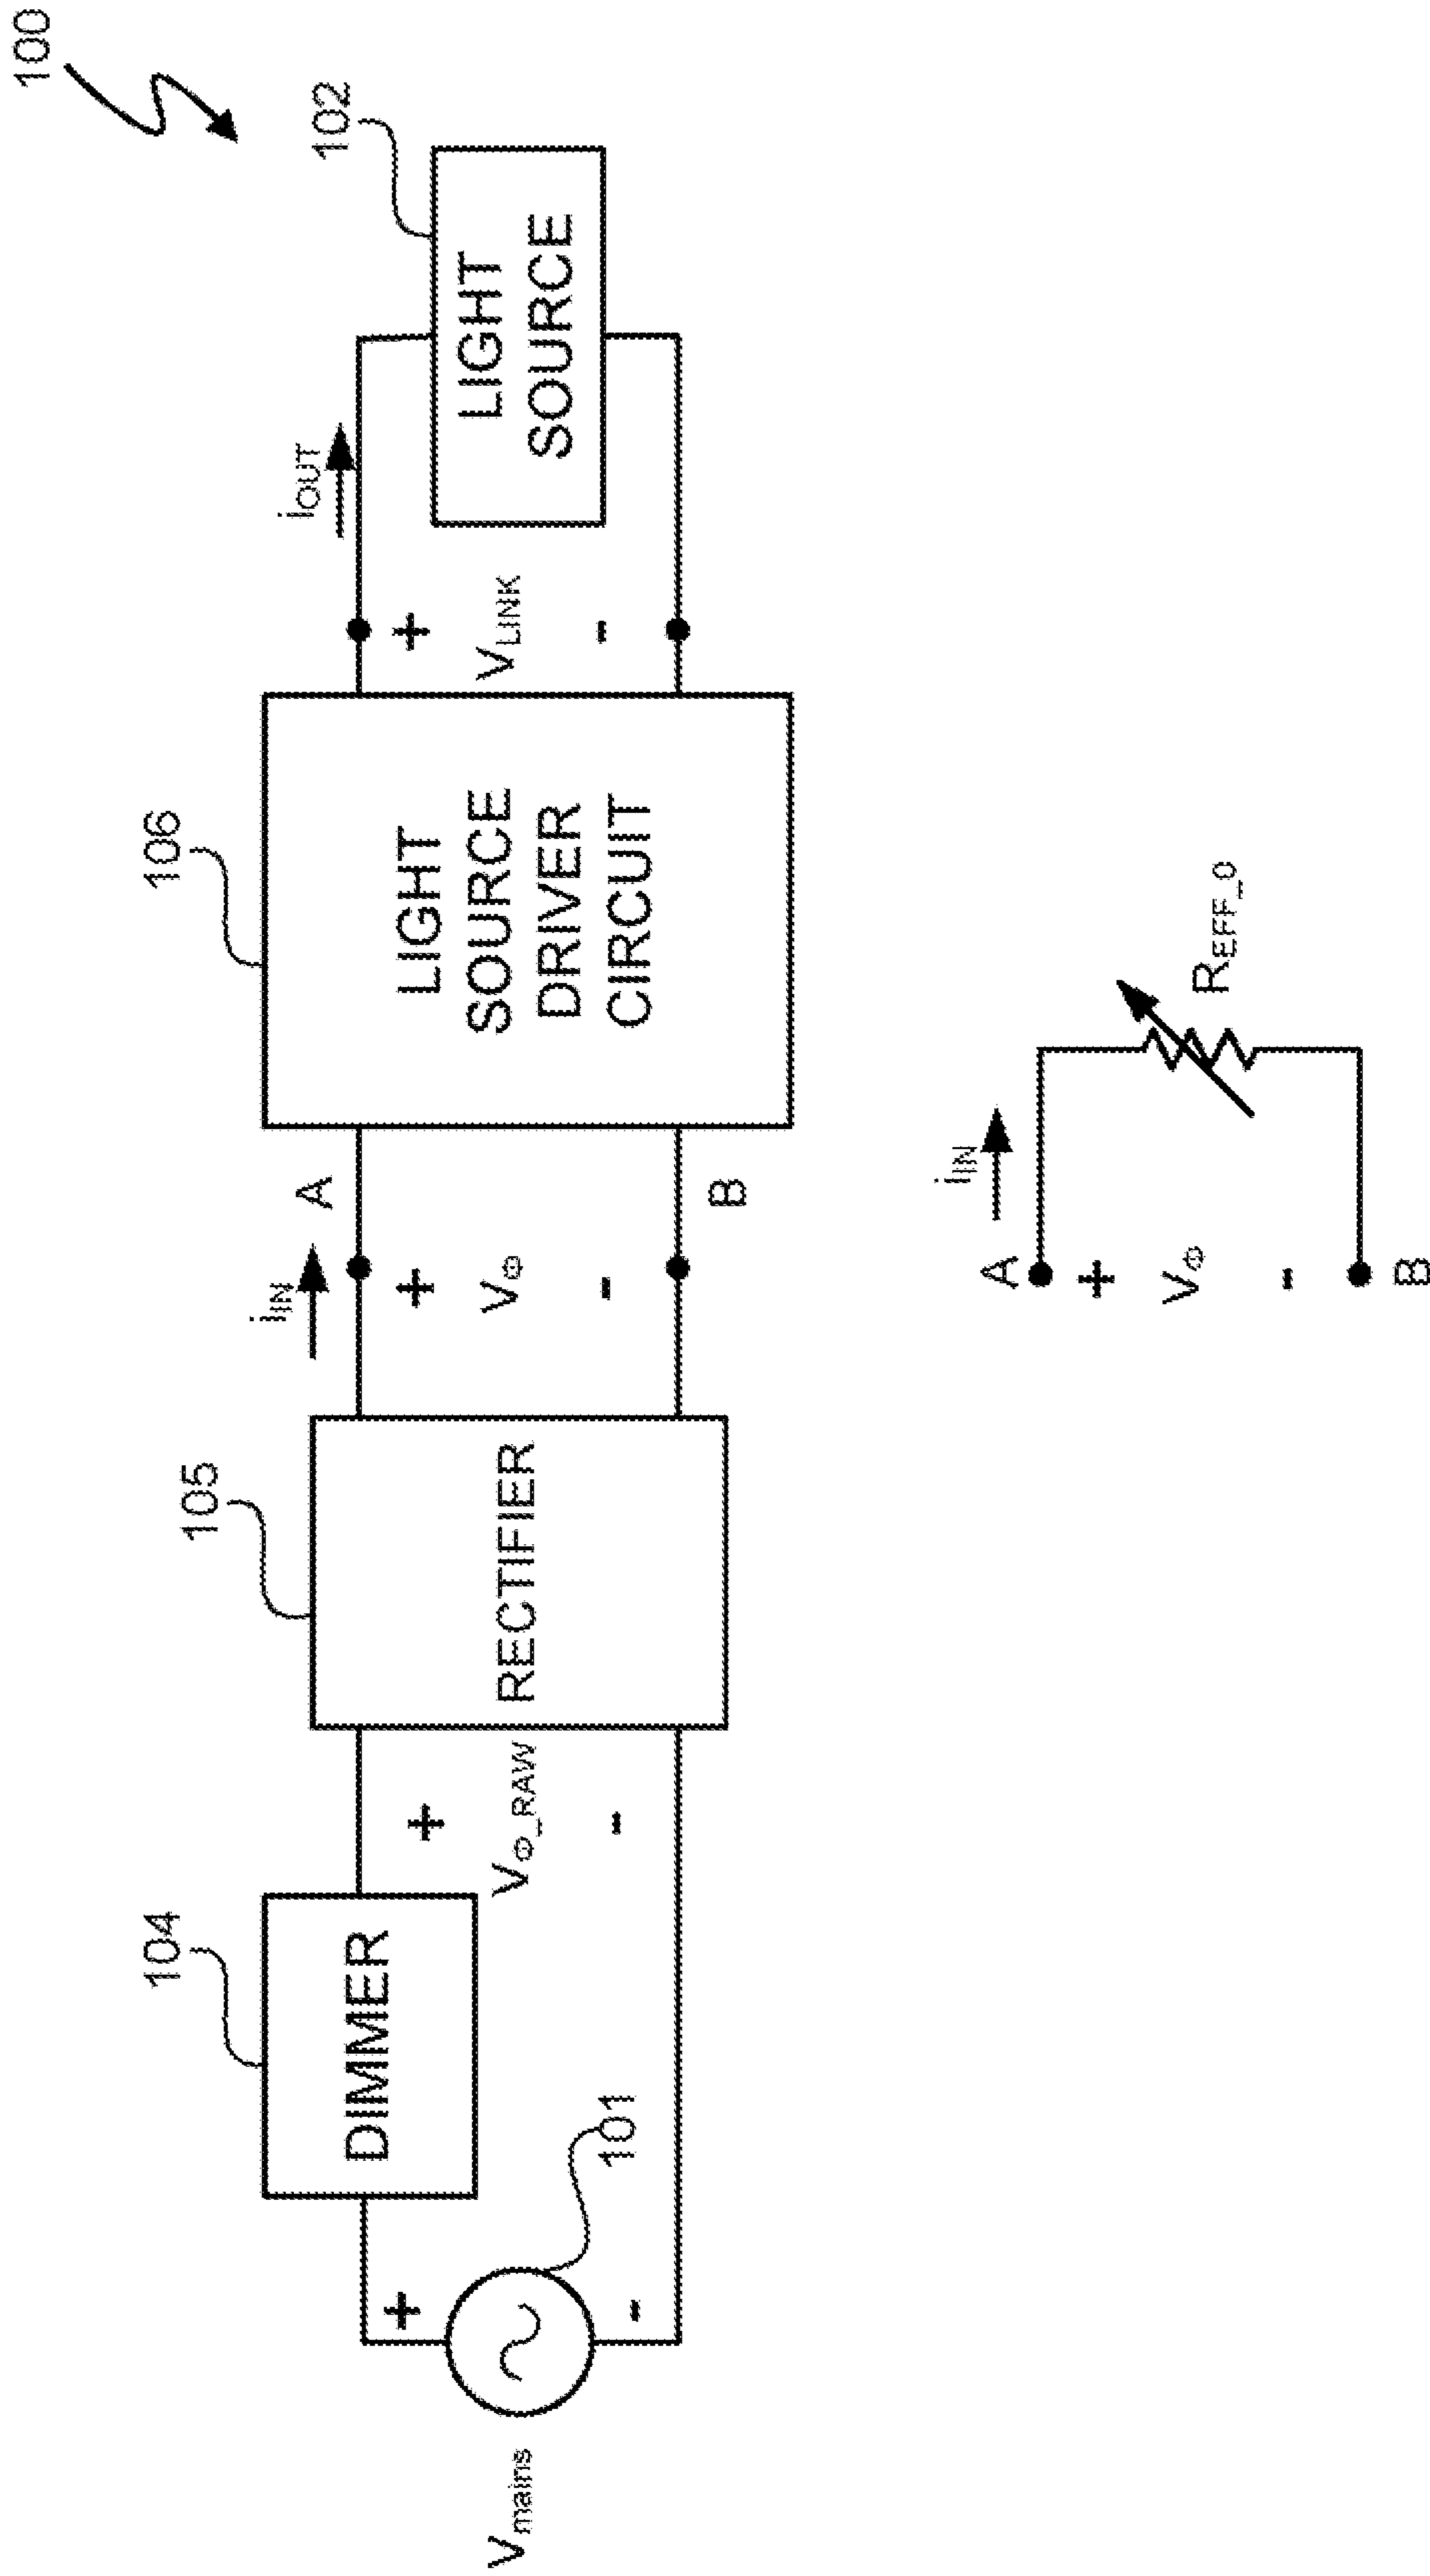 100
104
106
102
105
i_IN
i_OUT
A
DIMMER
+
+
+
+
V_mains
101
V_Φ_RAW
RECTIFIER
V_Φ
LIGHT
SOURCE
DRIVER
CIRCUIT
V_LINK
LIGHT
SOURCE
-
-
-
-
B
i_IN
A
+
V_Φ
-
B
R_EFF_0